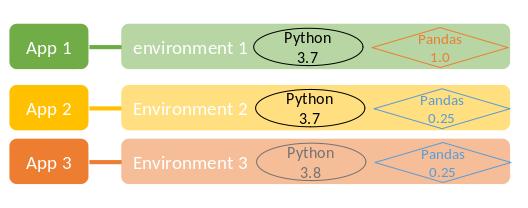 App 1
environment 1
Python
3.7
Pandas
1.0
App 2
Environment 2
Python
3.7
Pandas
0.25
App 3
Environment 3
Python
3.8
Pandas
0.25